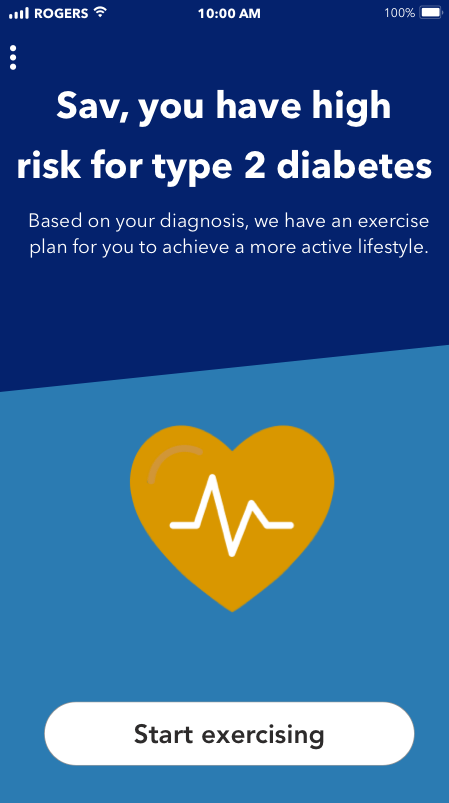 ROGERS 10:00 AM 100%
Sav, you have high
risk for type 2 diabetes
Based on your diagnosis, we have an exercise
plan for you to achieve a more active lifestyle.
Start exercising